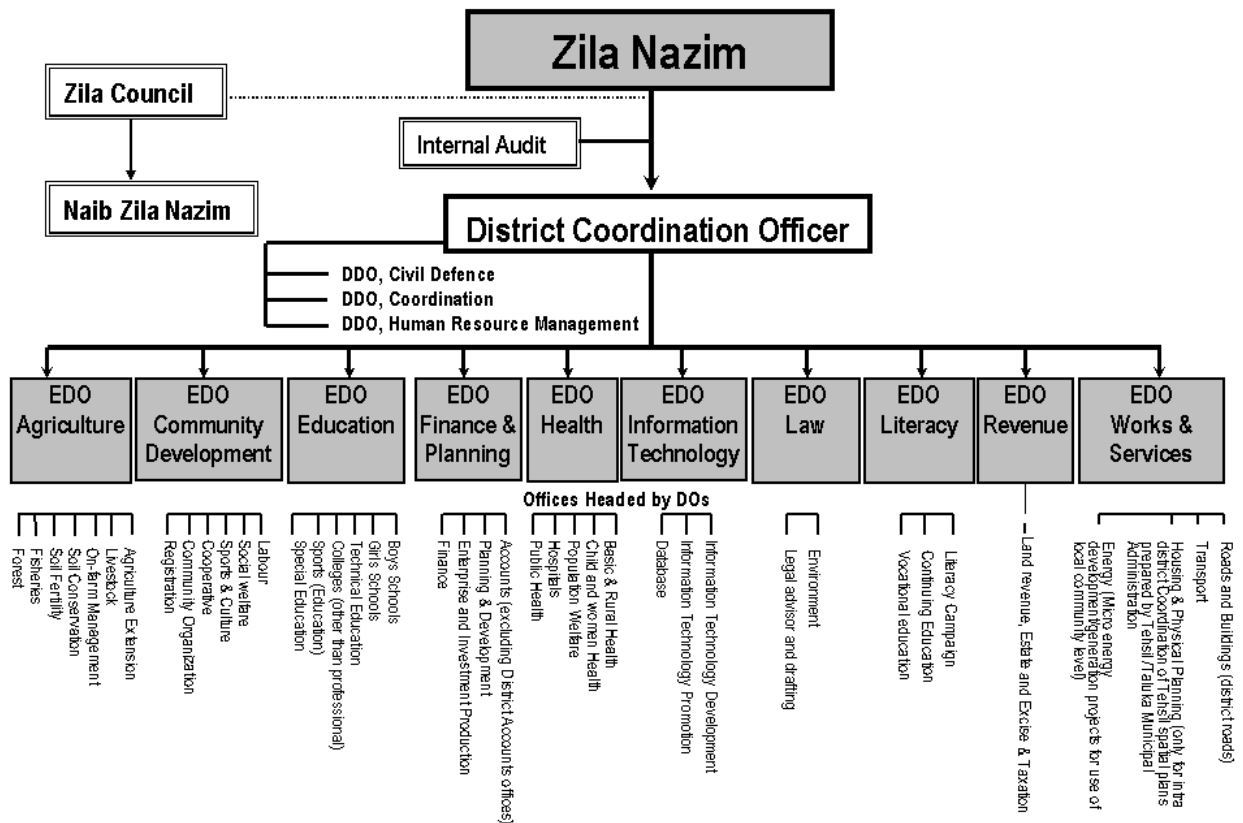 Zila Nazim
Zila Council
Internal Audit
Naib Zila Nazim
District Coordination Officer
DDO, Civil Defence
DDO, Coordination
DDO, Human Resource Management
EDO
Agriculture
EDO
Community
Development
EDO
Education
EDO
Finance &
Planning
EDO
Health
EDO
Information
Technology
EDO
Law
EDO
Literacy
EDO
Revenue
EDO
Works &
Services
Offices Headed by DOs
Agriculture Extension
Livestock
On-farm Management
Soil Conservation
Soil Fertility
Fisheries
Forest
Labour
Social welfare
Sports & Culture
Cooperative
Community Organization
Registration
Boys Schools
Girls Schools
Technical Education
Colleges (other than professional)
Sports (Education)
Special Education
Accounts (excluding District Accounts offices)
Planning & Development
Enterprise and Investment Production
Finance
Basic & Rural Health
Child and women Health
Population Welfare
Hospitals
Public Health
Information Technology Development
Information Technology Promotion
Database
Environment
Legal advisor and drafting
Literacy Campaign
Continuing Education
Vocational education
Land revenue, Estate and Excise & Taxation
Roads and Buildings (district roads)
Transport
Housing & Physical Planning (only for intra
district Coordination of Tehsil spatial plans
prepared by Tehsil/Taluka Municipal
Administration
Energy (Micro energy
development/generation projects for use of
local community level)